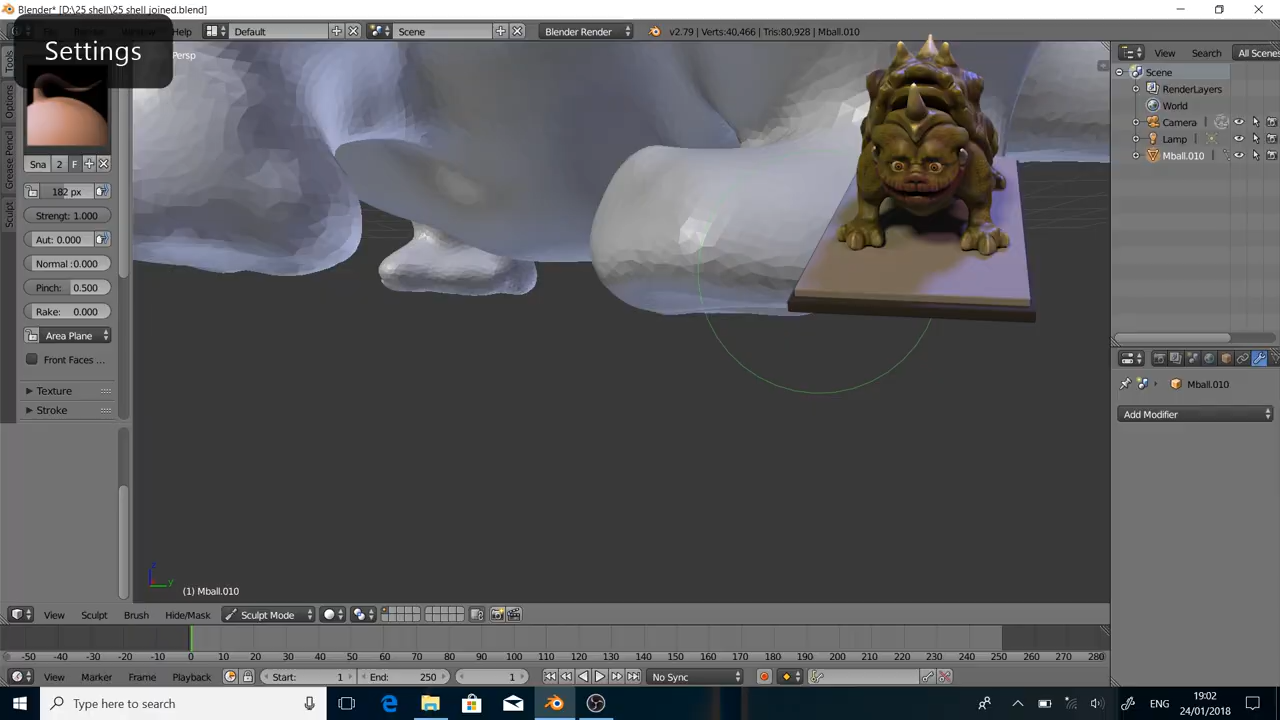 Blender* [D:\25 shell\25 shell joined.blend]
Settings
Help
Default
Scene
Blender Render
v2.79 | Verts:40,466 | Tris:80,928 | Mball.010
View
Search
All Scenes
Persp
Tools
Options
Grease Pencil
Sculpt
Scene
RenderLayers
World
Camera
Lamp
Mball.010
Sna
2
F
182 px
Strengt: 1.000
Aut: 0.000
Normal :0.000
Pinch: 0.500
Rake: 0.000
Area Plane
Front Faces ...
Texture
Stroke
Mball.010
Add Modifier
z
y
(1) Mball.010
View
Sculpt
Brush
Hide/Mask
Sculpt Mode
-50 -40 -30 -20 -10 0 10 20 30 40 50 60 70 80 90 100 110 120 130 140 150 160 170 180 190 200 210 220 230 240 250 260 270 280
View
Marker
Frame
Playback
Start: 1
End: 250
1
No Sync
Type here to search
19:02
24/01/2018